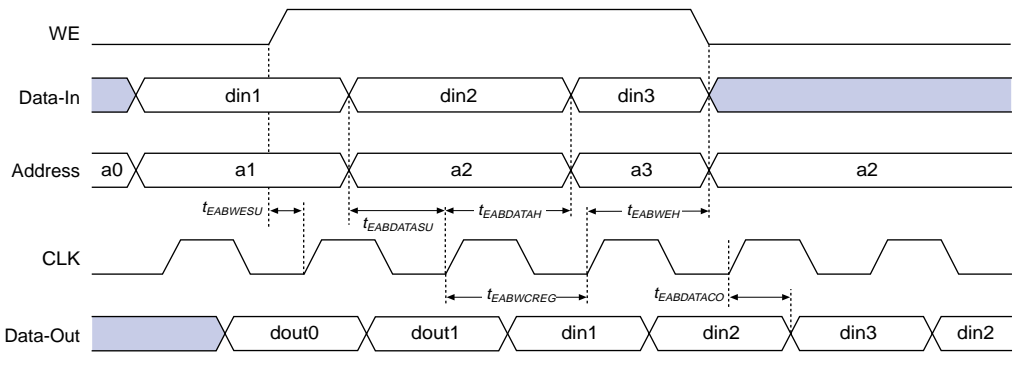 WE
Data-In din1 din2 din3
Address a0 a1 a2 a3 a2
tEABWESU tEABDATASU tEABDATAH tEABWEH
CLK
tEABWCREG tEABDATACO
Data-Out dout0 dout1 din1 din2 din3 din2